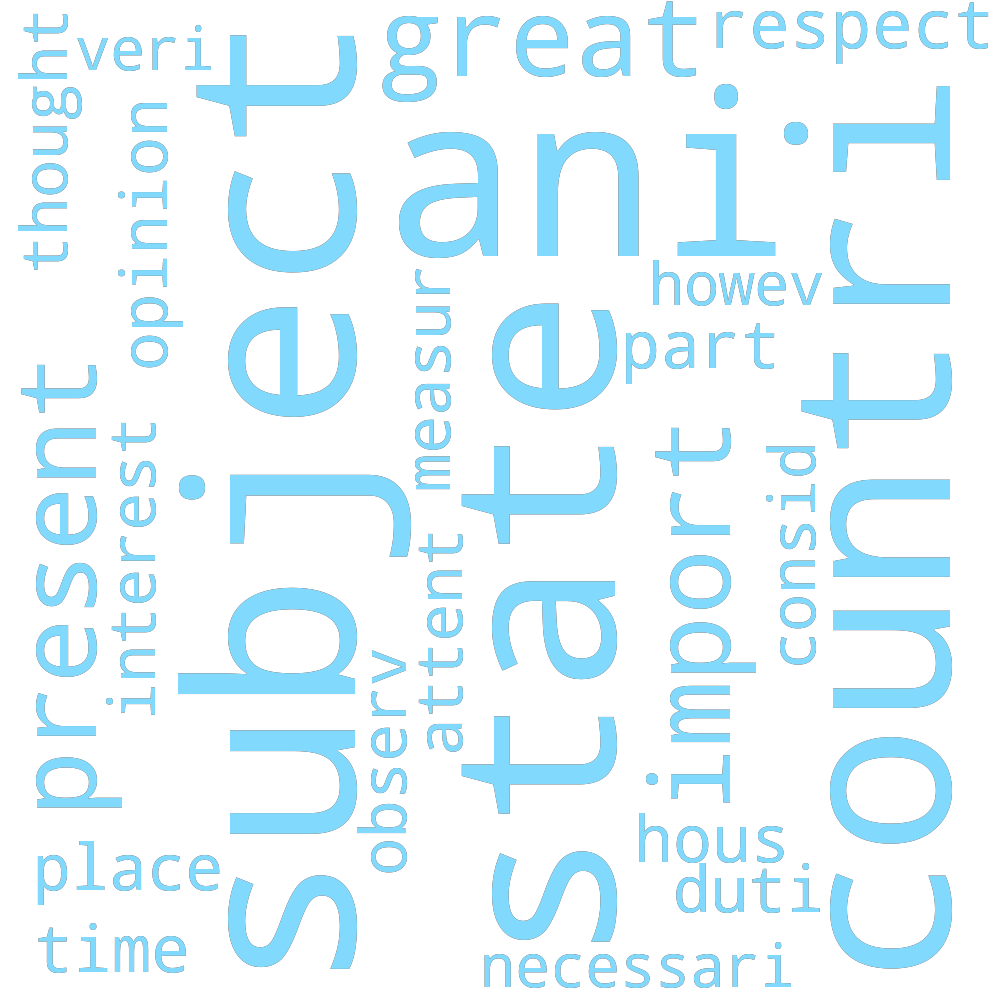 great
respect
veri
thought
subject
ani
countri
opinion
howev
measur
state
part
present
interest
import
consid
attent
observ
hous
place
duti
time
necessari